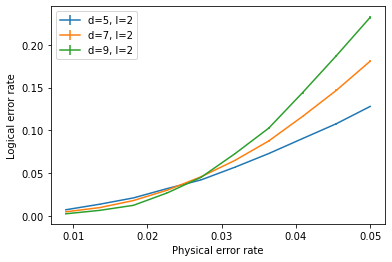 d=5, l=2
d=7, l=2
d=9, l=2
Logical error rate
0.20
0.15
0.10
0.05
0.00
0.01
0.02
0.03
0.04
0.05
Physical error rate